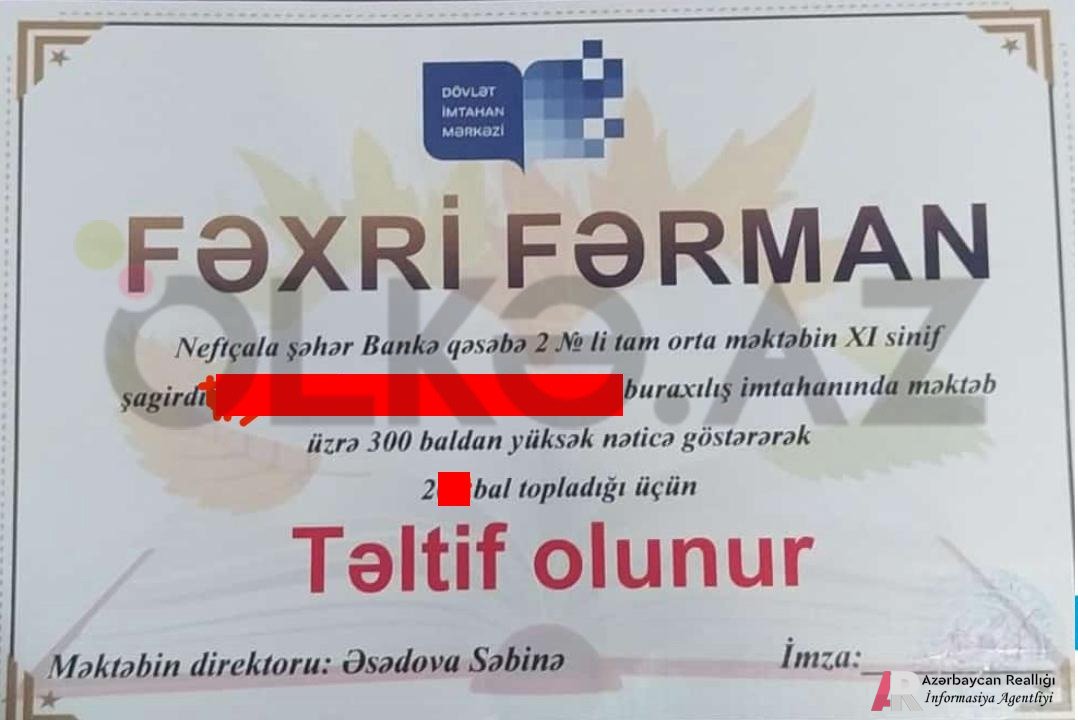 DÖVLƏT
İMTAHAN
MƏRKƏZİ
FƏXRİ FƏRMAN
ÖLKƏ.AZ
Neftçala şəhər Bankə qəsəbə 2 № li tam orta məktəbin XI sinif
şagirdi buraxılış imtahanında məktəb
üzrə 300 baldan yüksək nəticə göstərərək
2 bal topladığı üçün
Təltif olunur
Məktəbin direktoru: Əsədova Səbinə
İmza:
AR Azərbaycan Reallığı
İnformasiya Agentliyi